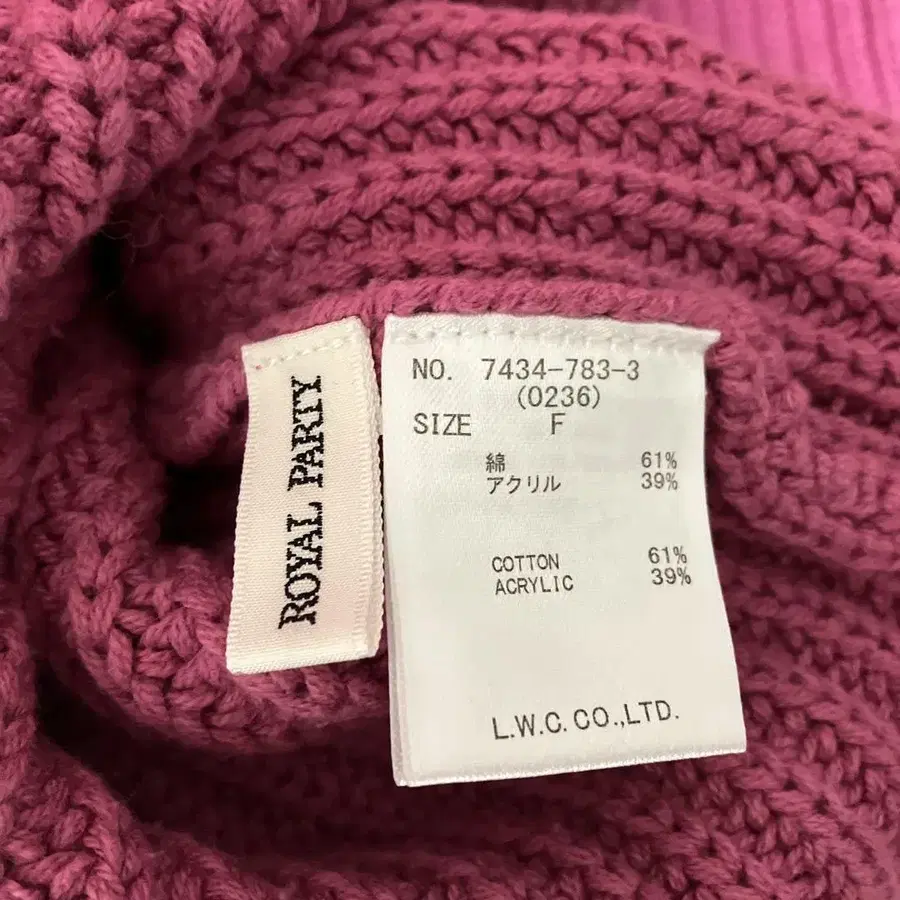 ROYAL PARTY
NO. 7434-783-3
(0236)
SIZE F
綿 61%
アクリル 39%
COTTON 61%
ACRYLIC 39%
L.W.C.CO.,LTD.